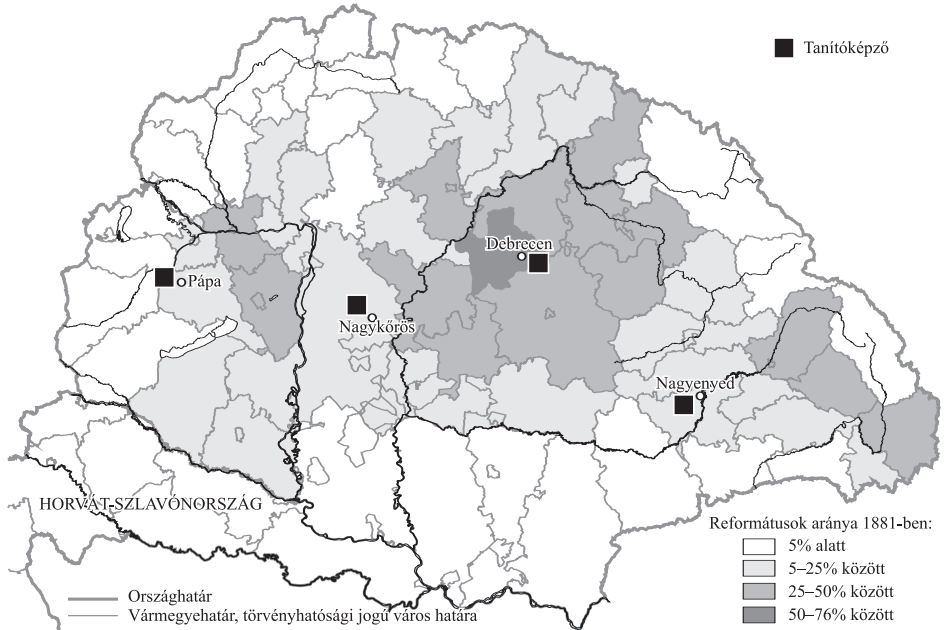 Tanítóképző
Debrecen
Pápa
Nagykőrös
Nagyenyed
HORVÁT-SZLAVÓNORSZÁG
Reformátusok aránya 1881-ben:
5% alatt
5–25% között
25–50% között
50–76% között
Országhatár
Vármegyehatár, törvényhatósági jogú város határa